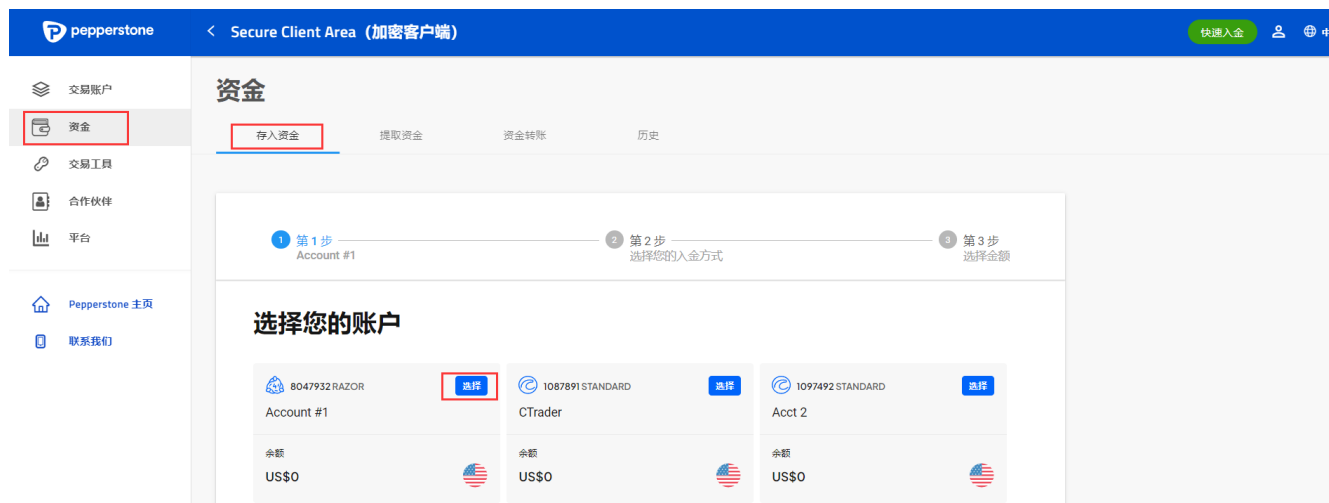 pepperstone
Secure Client Area（加密客户端）
快速入金
交易账户
资金
交易工具
合作伙伴
平台
Pepperstone 主页
联系我们
资金
存入资金 提取资金 资金转账 历史
1 第 1 步 2 第 2 步 3 第 3 步
Account #1 选择您的入金方式 选择金额
选择您的账户
8047932 RAZOR 选择 1087891 STANDARD 选择 1097492 STANDARD 选择
Account #1 CTrader Acct 2
余额 余额 余额
US$0 US$0 US$0